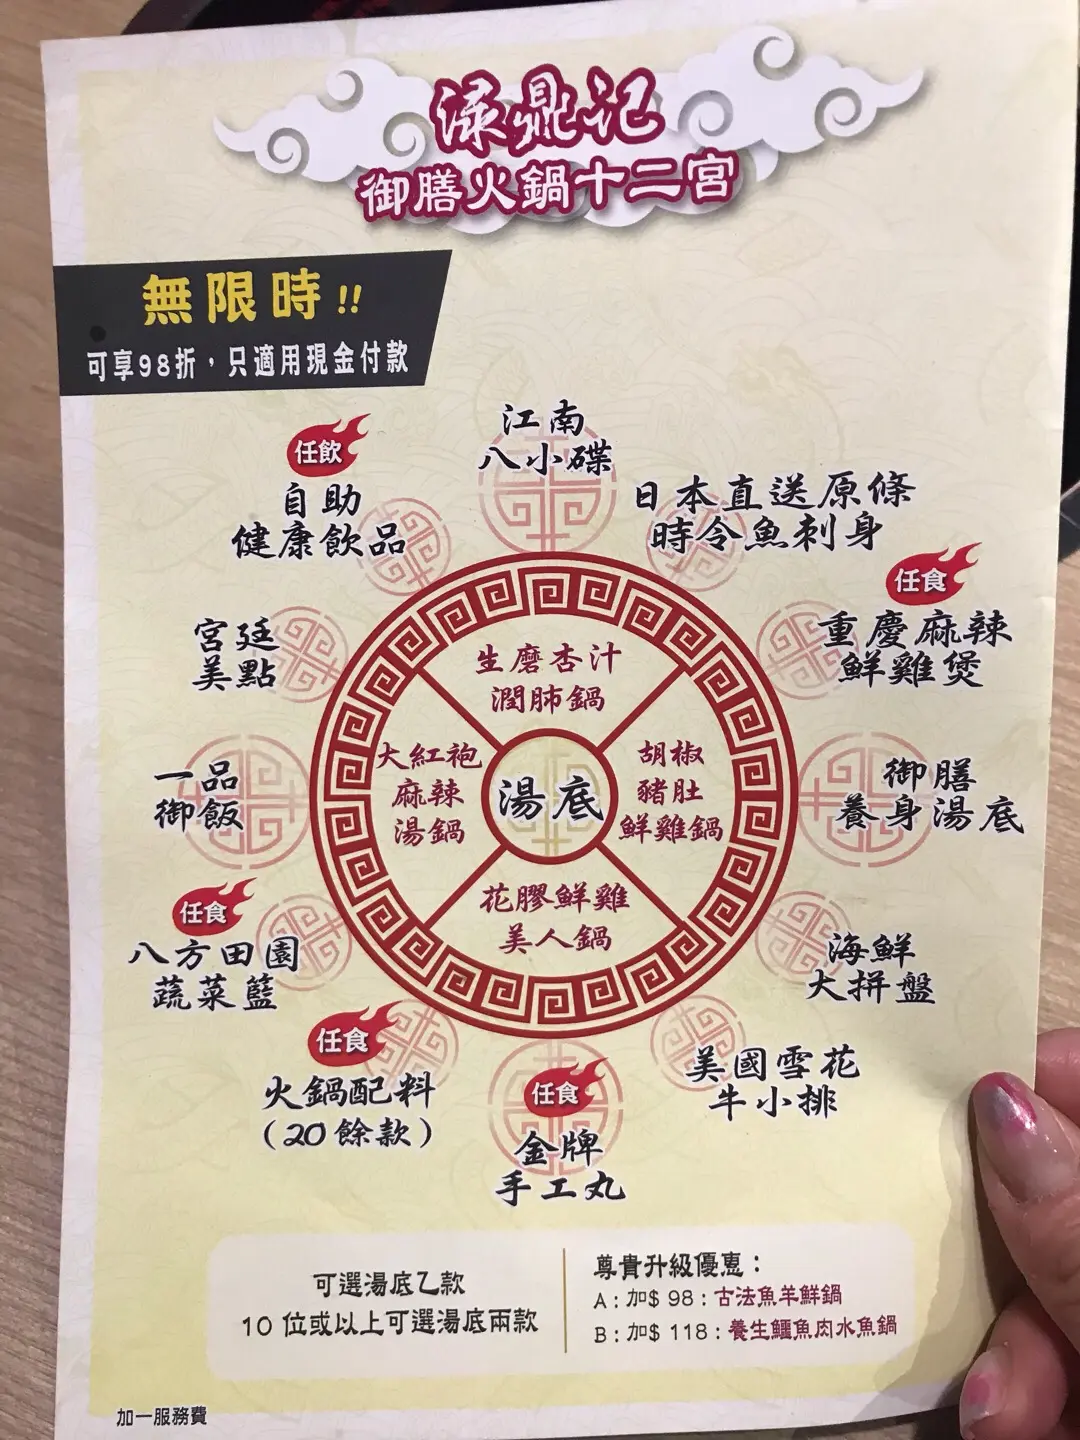 渌鼎记
御膳火鍋十二宮
無限時!!
可享98折，只適用現金付款
江南
八小碟
日本直送原條
時令魚刺身
任食
重慶麻辣
鮮雞煲
御膳
養身湯底
海鮮
大拼盤
美國雪花
牛小排
任食
金牌
手工丸
任食
火鍋配料
(20餘款)
任食
八方田園
蔬菜籃
一品
御飯
宮廷
美點
任飲
自助
健康飲品
湯底
生磨杏汁
潤肺鍋
胡椒
豬肚
鮮雞鍋
花膠鮮雞
美人鍋
大紅袍
麻辣
湯鍋
可選湯底乙款
10 位或以上可選湯底兩款
尊貴升級優惠：
A：加$ 98：古法魚羊鮮鍋
B：加$ 118：養生鱷魚肉水魚鍋
加一服務費